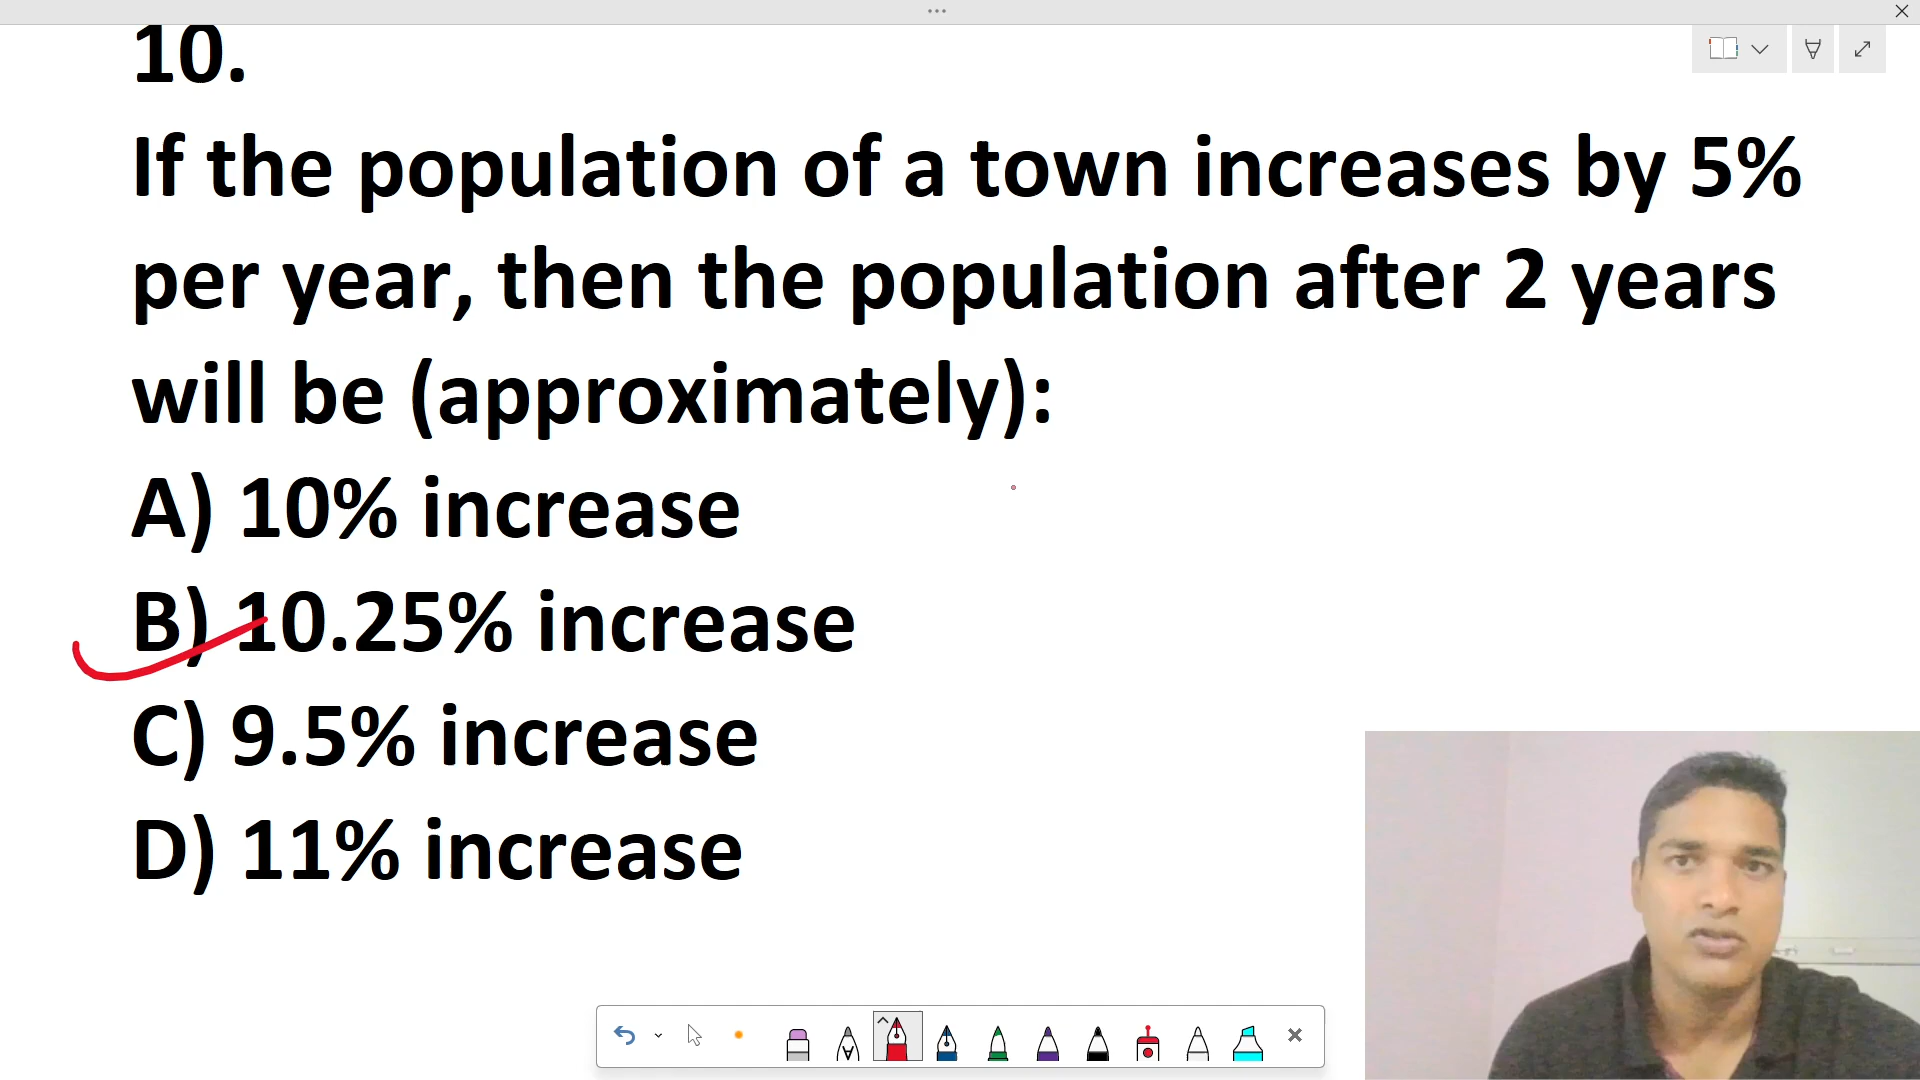 10.
If the population of a town increases by 5%
per year, then the population after 2 years
will be (approximately):
A) 10% increase
B) 10.25% increase
C) 9.5% increase
D) 11% increase